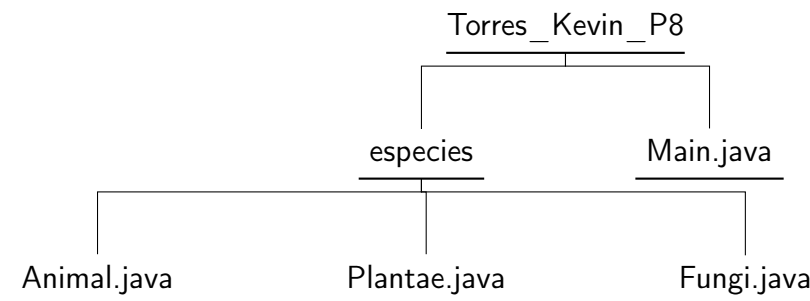 Torres_Kevin_P8
especies Main.java
Animal.java Plantae.java Fungi.java